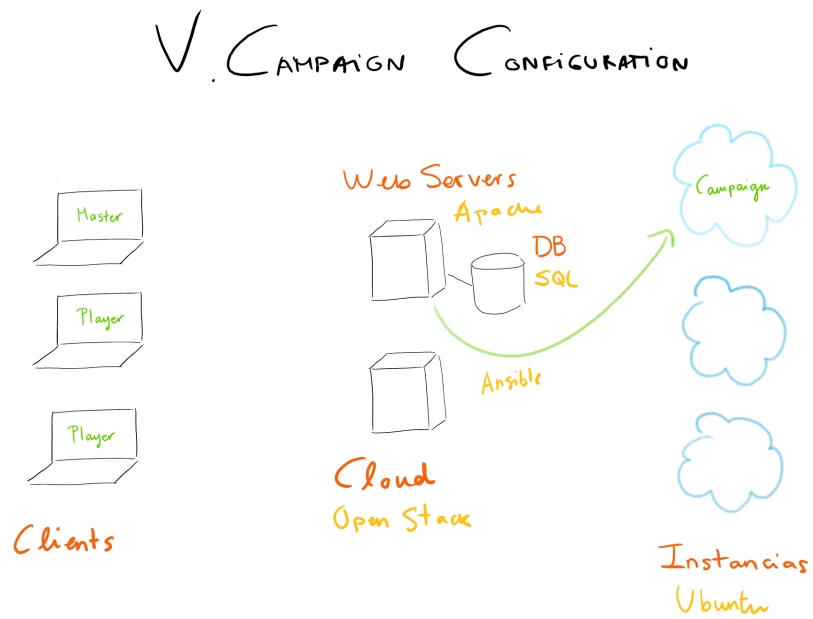 V. CAMPAIGN CONFIGURATION
Master
Player
Player
Clients
Web Servers
Apache
DB
SQL
Ansible
Cloud
Open Stack
Campaign
Instancias
Ubuntu